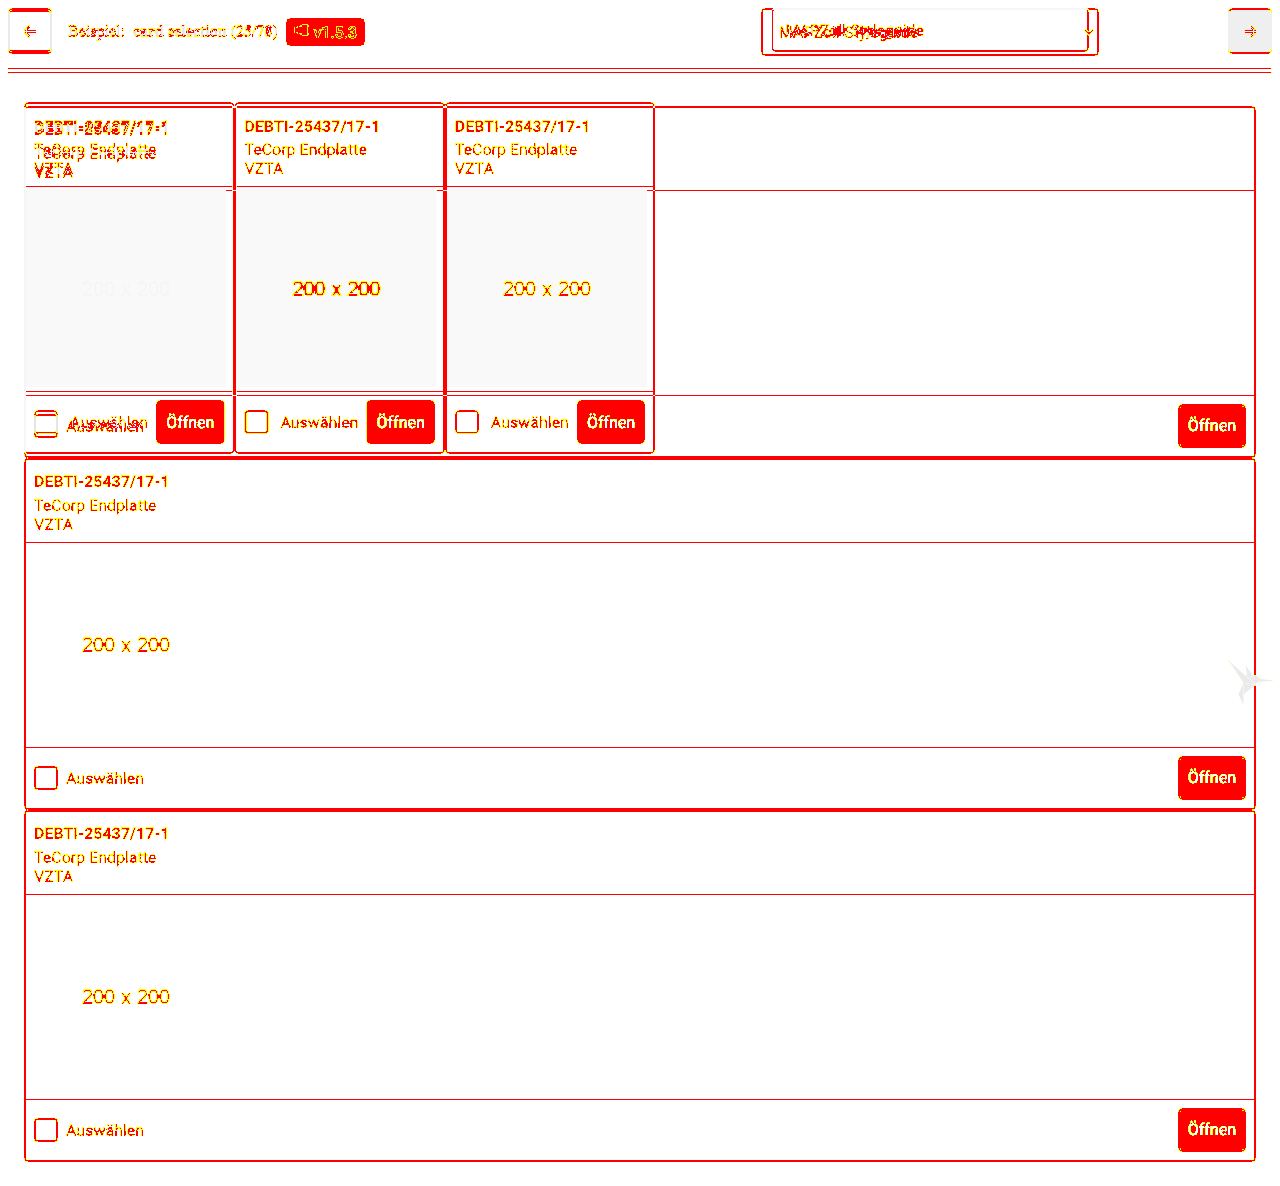 Beispiel: card selection (23/78) v1.5.3
DEBTI-25437/17-1 DEBTI-25437/17-1 DEBTI-25437/17-1
TeCorp Endplatte TeCorp Endplatte TeCorp Endplatte
VZTA VZTA VZTA
200 x 200 200 x 200 200 x 200
Auswählen Öffnen Auswählen Öffnen Auswählen Öffnen Öffnen
DEBTI-25437/17-1
TeCorp Endplatte
VZTA
200 x 200
Auswählen Öffnen
DEBTI-25437/17-1
TeCorp Endplatte
VZTA
200 x 200
Auswählen Öffnen